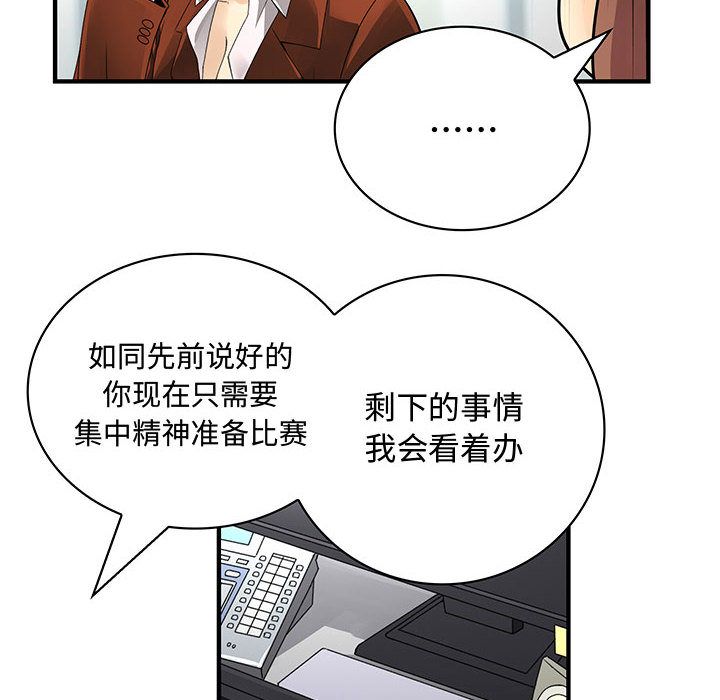 ……
如同先前说好的
你现在只需要
集中精神准备比赛
剩下的事情
我会看着办